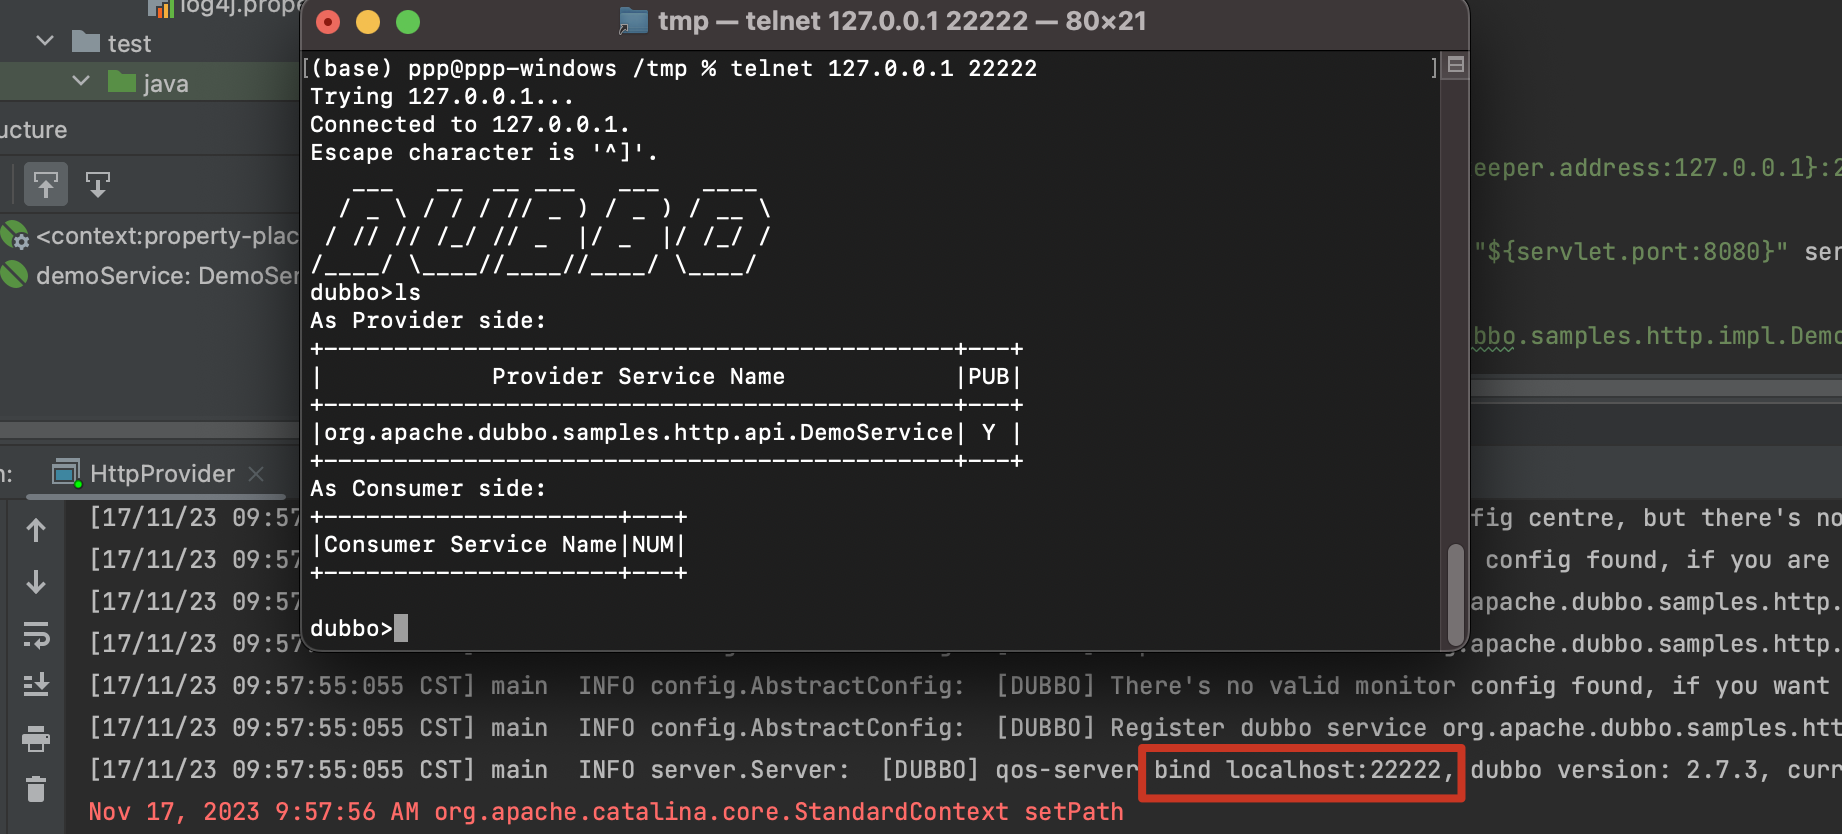 log4j.prope
test
java
ucture
<context:property-plac
demoService: DemoSer
tmp — telnet 127.0.0.1 22222 — 80×21
[(base) ppp@ppp-windows /tmp % telnet 127.0.0.1 22222 ]
Trying 127.0.0.1...
Connected to 127.0.0.1.
Escape character is '^]'.
   ___   __  __ ___   ___   ____
  / _ \ / / / // _ ) / _ ) / __ \
 / // // /_/ // _  |/ _  |/ /_/ /
/____/ \____//____//____/ \____/
dubbo>ls
As Provider side:
+---------------------------------------------+---+
|            Provider Service Name            |PUB|
+---------------------------------------------+---+
|org.apache.dubbo.samples.http.api.DemoService| Y |
+---------------------------------------------+---+
As Consumer side:
+---------------------+---+
|Consumer Service Name|NUM|
+---------------------+---+
dubbo>
eeper.address:127.0.0.1}:2
"${servlet.port:8080}" ser
bbo.samples.http.impl.Demo
n: HttpProvider
[17/11/23 09:57 fig centre, but there's no
[17/11/23 09:57 config found, if you are
[17/11/23 09:57 apache.dubbo.samples.http.
[17/11/23 09:57 .apache.dubbo.samples.htt
[17/11/23 09:57:55:055 CST] main  INFO config.AbstractConfig:  [DUBBO] There's no valid monitor config found, if you want
[17/11/23 09:57:55:055 CST] main  INFO config.AbstractConfig:  [DUBBO] Register dubbo service org.apache.dubbo.samples.htt
[17/11/23 09:57:55:055 CST] main  INFO server.Server:  [DUBBO] qos-server bind localhost:22222, dubbo version: 2.7.3, curr
Nov 17, 2023 9:57:56 AM org.apache.catalina.core.StandardContext setPath